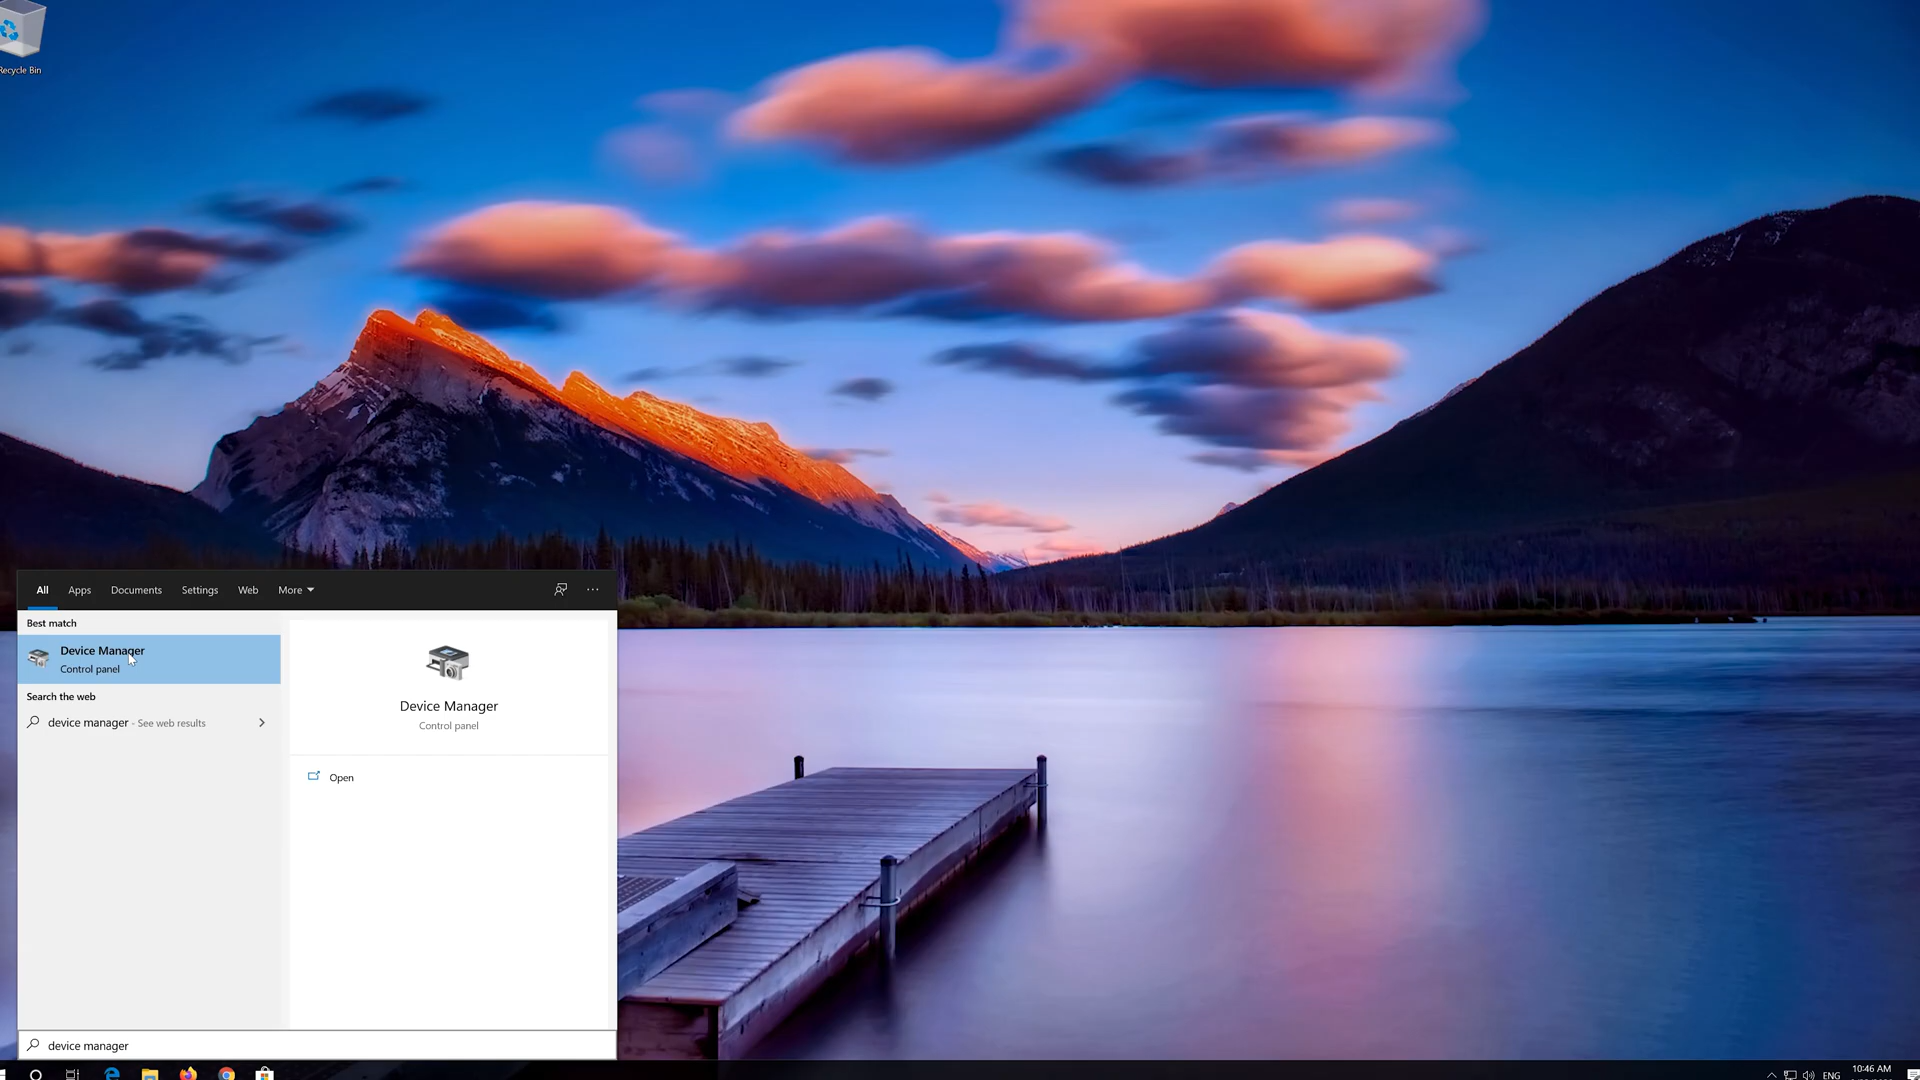 Recycle Bin
All Apps Documents Settings Web More
Best match
Device Manager
Control panel
Search the web
device manager - See web results
Device Manager
Control panel
Open
device manager
ENG
10:46 AM